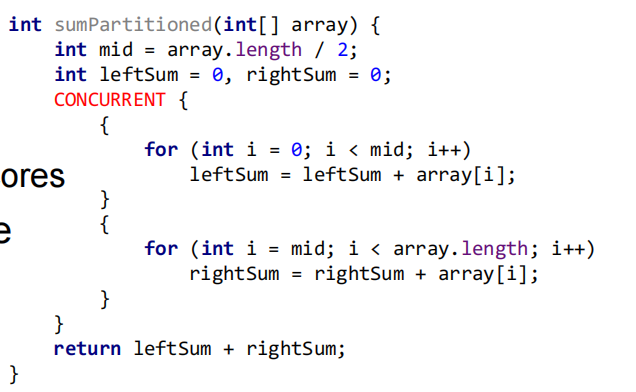 int sumPartitioned(int[] array) {
    int mid = array.length / 2;
    int leftSum = 0, rightSum = 0;
    CONCURRENT {
        {
            for (int i = 0; i < mid; i++)
ores
                leftSum = leftSum + array[i];
        }
e
        {
            for (int i = mid; i < array.length; i++)
                rightSum = rightSum + array[i];
        }
    }
    return leftSum + rightSum;
}